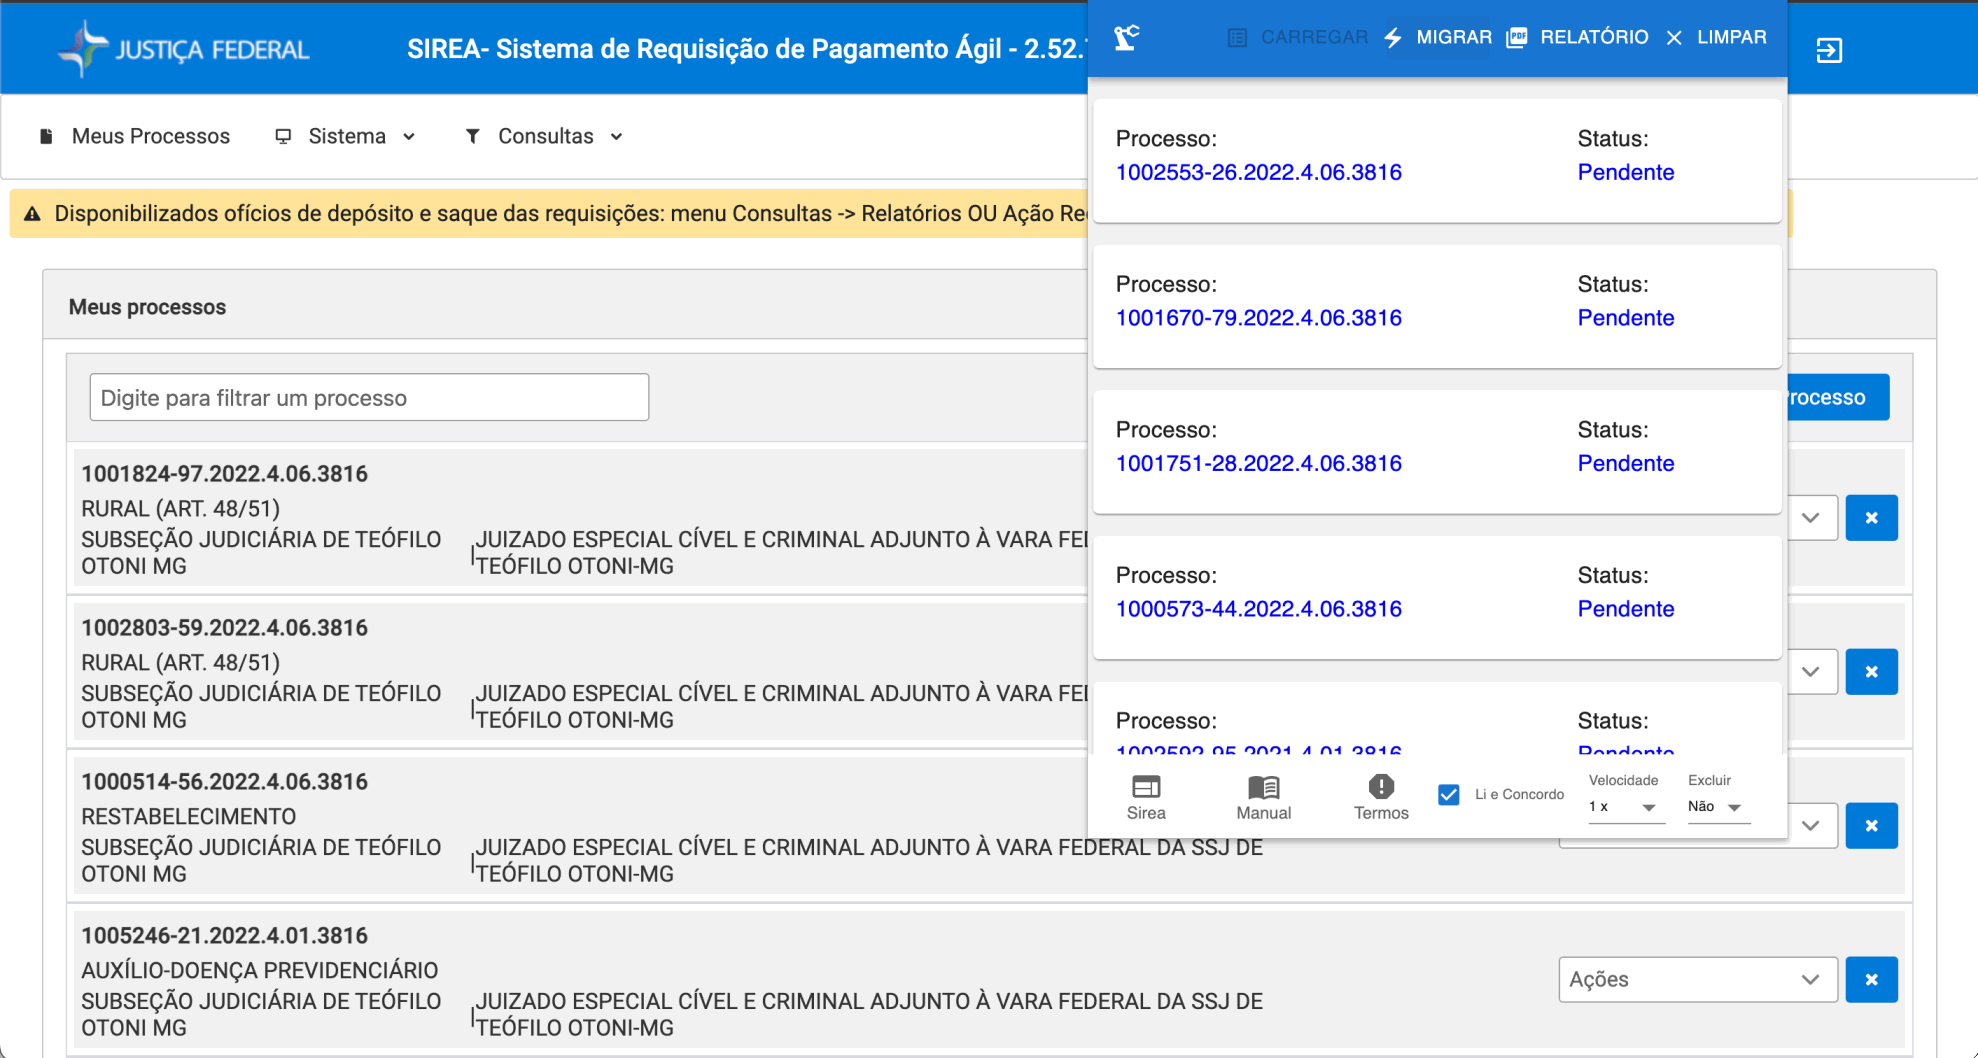 JUSTIÇA FEDERAL
SIREA- Sistema de Requisição de Pagamento Ágil - 2.52.
CARREGAR
MIGRAR
RELATÓRIO
LIMPAR
Meus Processos
Sistema
Consultas
Disponibilizados ofícios de depósito e saque das requisições: menu Consultas -> Relatórios OU Ação Re
Processo:
Status:
1002553-26.2022.4.06.3816
Pendente
Processo:
Status:
1001670-79.2022.4.06.3816
Pendente
Processo:
Status:
1001751-28.2022.4.06.3816
Pendente
Processo:
Status:
1000573-44.2022.4.06.3816
Pendente
Processo:
Status:
1002592-95.2021.4.01.3816
Pendente
Sirea
Manual
Termos
Li e Concordo
Velocidade
1 x
Excluir
Não
Meus processos
Digite para filtrar um processo
rocesso
1001824-97.2022.4.06.3816
RURAL (ART. 48/51)
SUBSEÇÃO JUDICIÁRIA DE TEÓFILO OTONI MG
|JUIZADO ESPECIAL CÍVEL E CRIMINAL ADJUNTO À VARA FE
TEÓFILO OTONI-MG
1002803-59.2022.4.06.3816
RURAL (ART. 48/51)
SUBSEÇÃO JUDICIÁRIA DE TEÓFILO OTONI MG
|JUIZADO ESPECIAL CÍVEL E CRIMINAL ADJUNTO À VARA FE
TEÓFILO OTONI-MG
1000514-56.2022.4.06.3816
RESTABELECIMENTO
SUBSEÇÃO JUDICIÁRIA DE TEÓFILO OTONI MG
|JUIZADO ESPECIAL CÍVEL E CRIMINAL ADJUNTO À VARA FEDERAL DA SSJ DE
TEÓFILO OTONI-MG
1005246-21.2022.4.01.3816
AUXÍLIO-DOENÇA PREVIDENCIÁRIO
SUBSEÇÃO JUDICIÁRIA DE TEÓFILO OTONI MG
|JUIZADO ESPECIAL CÍVEL E CRIMINAL ADJUNTO À VARA FEDERAL DA SSJ DE
TEÓFILO OTONI-MG
Ações